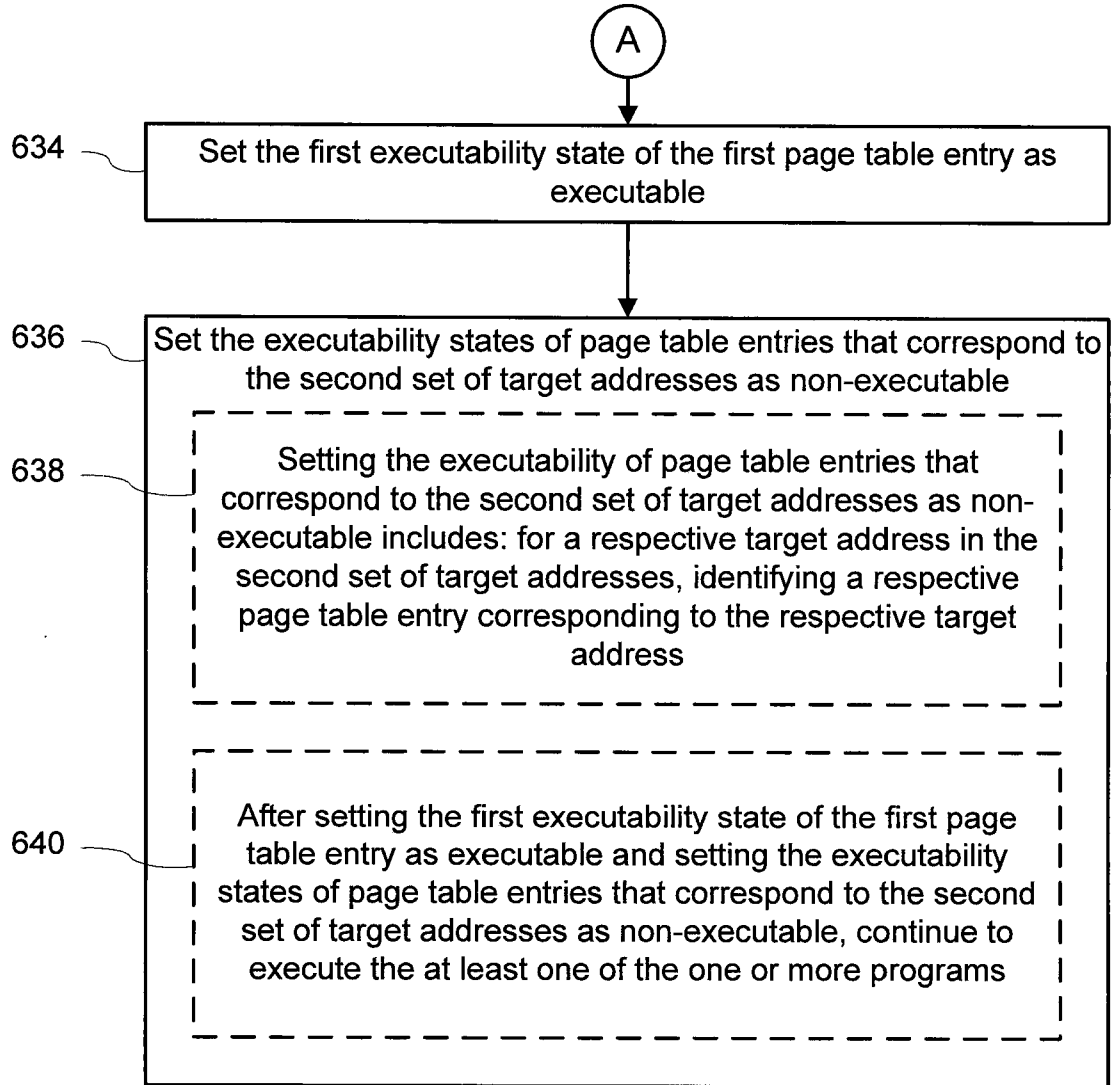 A
634
Set the first executability state of the first page table entry as
executable
636
Set the executability states of page table entries that correspond to
the second set of target addresses as non-executable
638
Setting the executability of page table entries that
correspond to the second set of target addresses as non-
executable includes: for a respective target address in the
second set of target addresses, identifying a respective
page table entry corresponding to the respective target
address
640
After setting the first executability state of the first page
table entry as executable and setting the executability
states of page table entries that correspond to the second
set of target addresses as non-executable, continue to
execute the at least one of the one or more programs